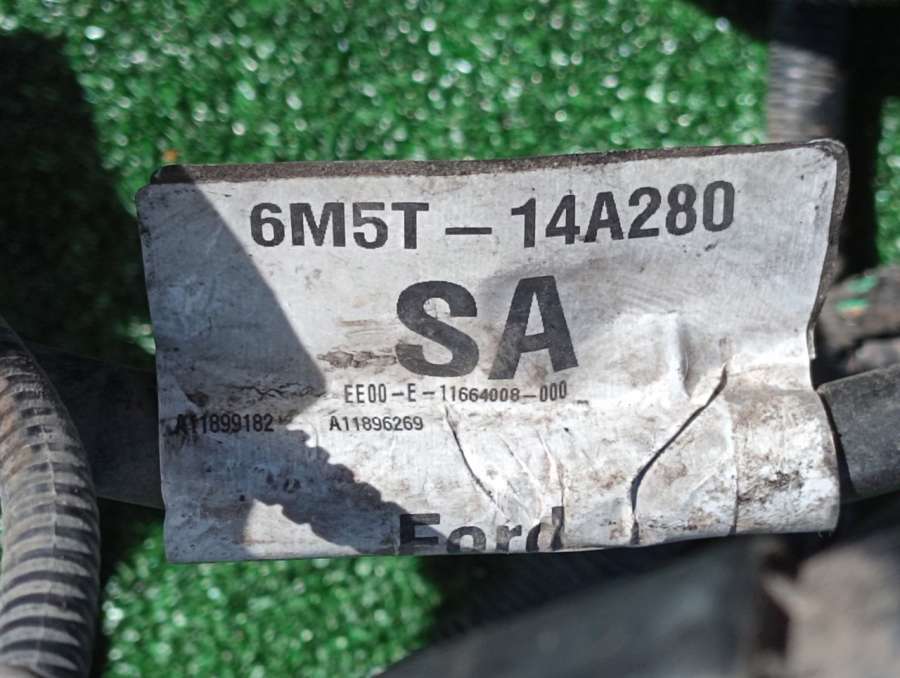 6M5T - 14A280
SA
EE00-E-11664008-000
A11899182 A11896269
Ford